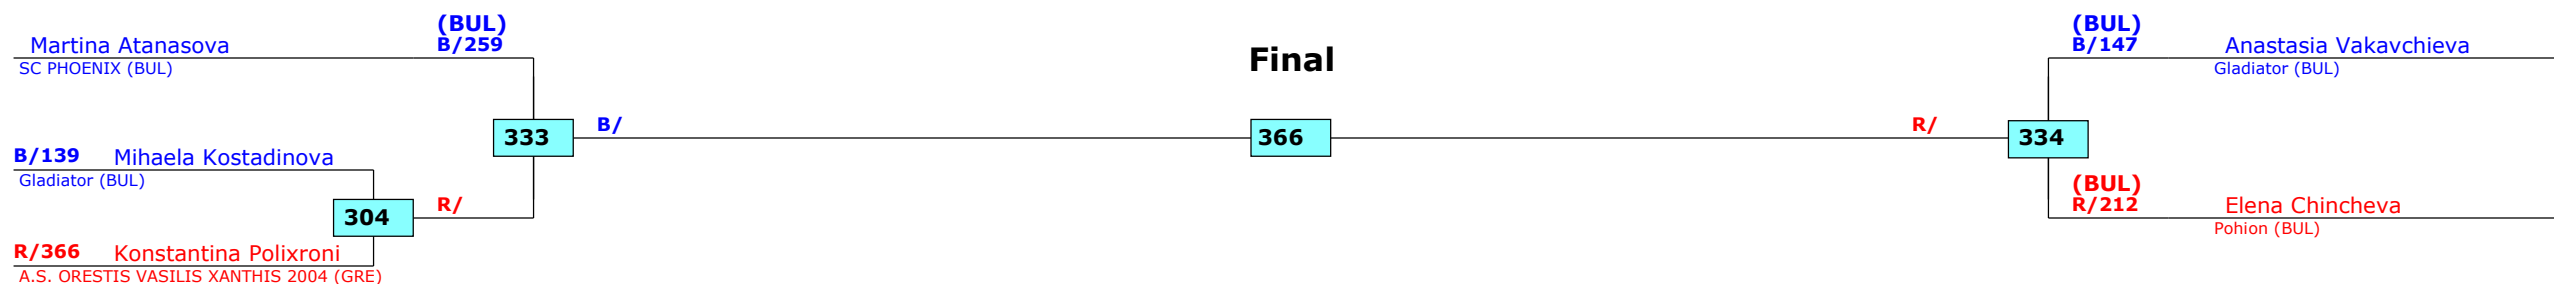 (BUL)
Martina Atanasova B/259
SC PHOENIX (BUL)
333
B/
B/139 Mihaela Kostadinova
Gladiator (BUL)
304
R/
R/366 Konstantina Polixroni
A.S. ORESTIS VASILIS XANTHIS 2004 (GRE)
Final
366
(BUL)
B/147 Anastasia Vakavchieva
Gladiator (BUL)
R/
334
(BUL)
R/212 Elena Chincheva
Pohion (BUL)